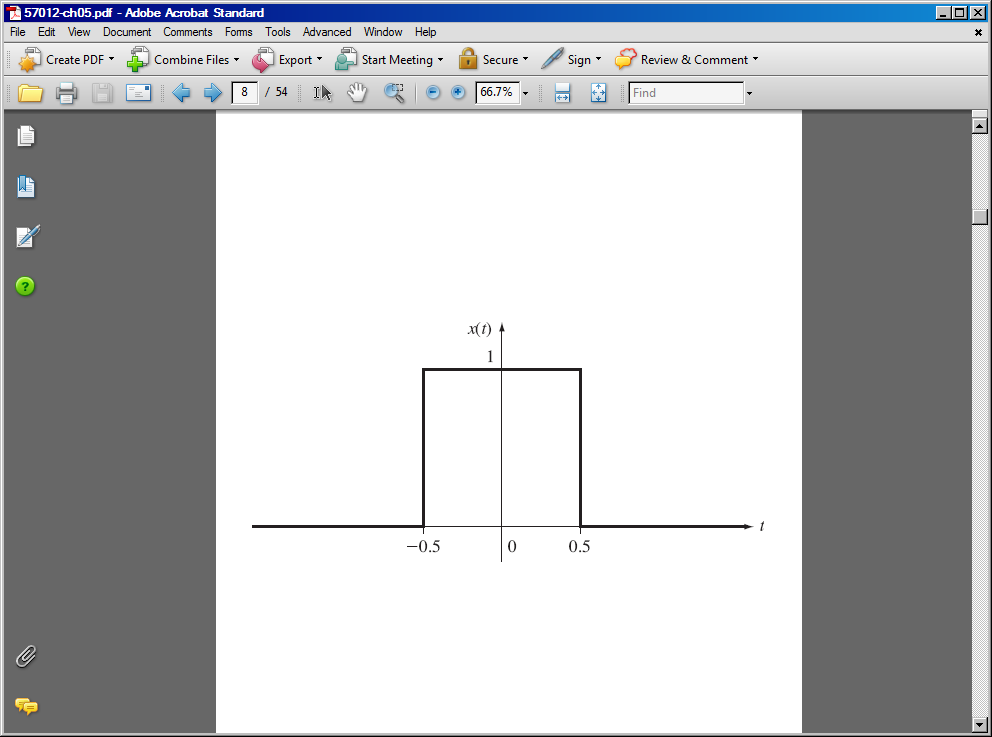 57012-ch05.pdf - Adobe Acrobat Standard
File Edit View Document Comments Forms Tools Advanced Window Help
Create PDF Combine Files Export Start Meeting Secure Sign Review & Comment
8 / 54 66.7% Find
x(t)
1
t
−0.5 0 0.5